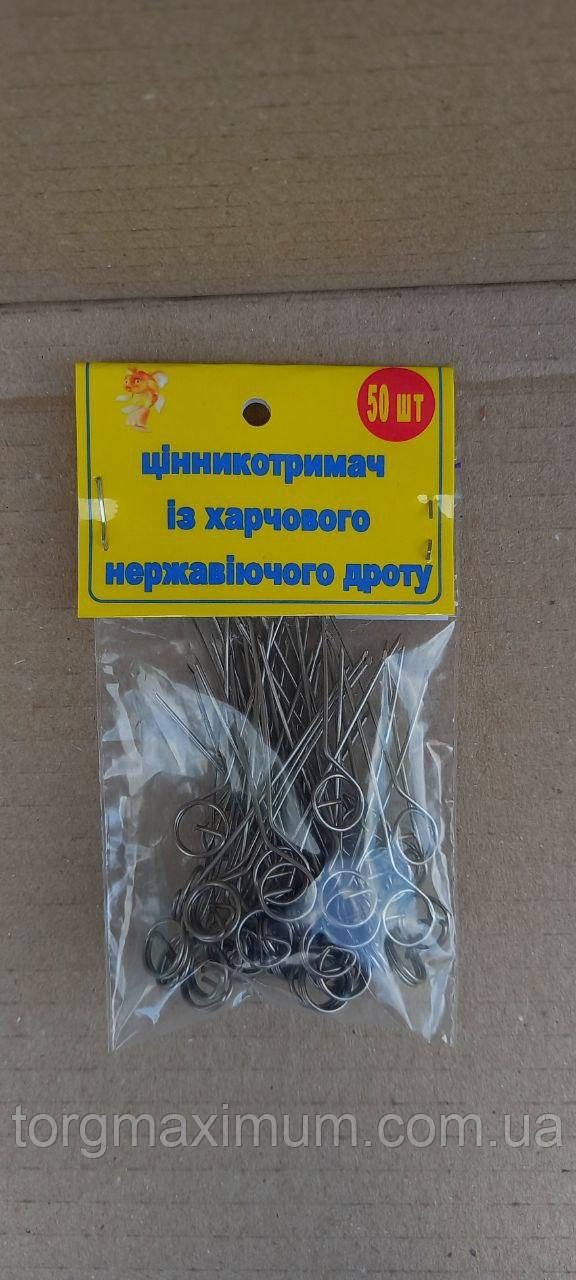 50 шт
цінникотримач
із харчового
нержавіючого дроту
torgmaximum.com.ua